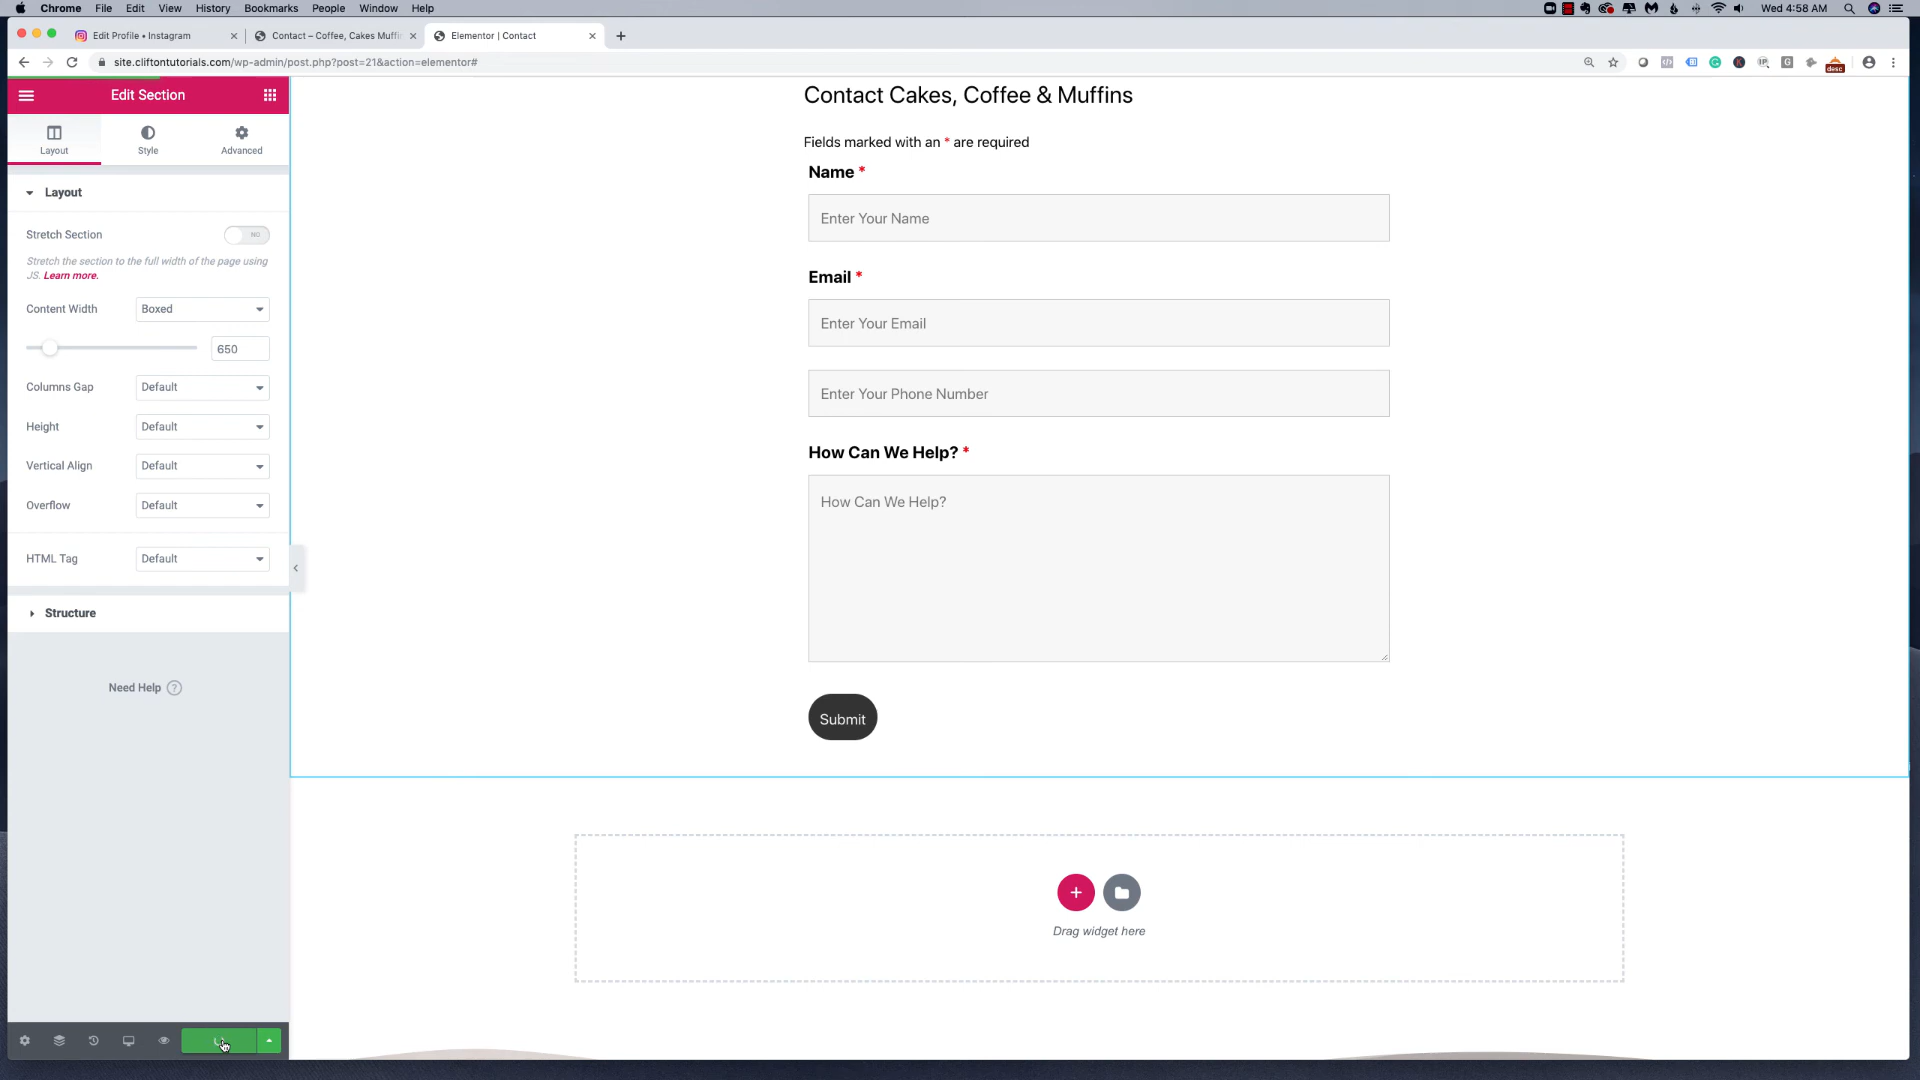 Chrome File Edit View History Bookmarks People Window Help Wed 4:58 AM
Edit Profile • Instagram
Contact – Coffee, Cakes Muffi
Elementor | Contact
site.cliftontutorials.com/wp-admin/post.php?post=21&action=elementor#
desc
Edit Section
Layout Style Advanced
Layout
Stretch Section NO
Stretch the section to the full width of the page using
JS. Learn more.
Content Width Boxed
650
Columns Gap Default
Height Default
Vertical Align Default
Overflow Default
HTML Tag Default
Structure
Need Help ?
Contact Cakes, Coffee & Muffins
Fields marked with an * are required
Name *
Enter Your Name
Email *
Enter Your Email
Enter Your Phone Number
How Can We Help? *
How Can We Help?
Submit
Drag widget here